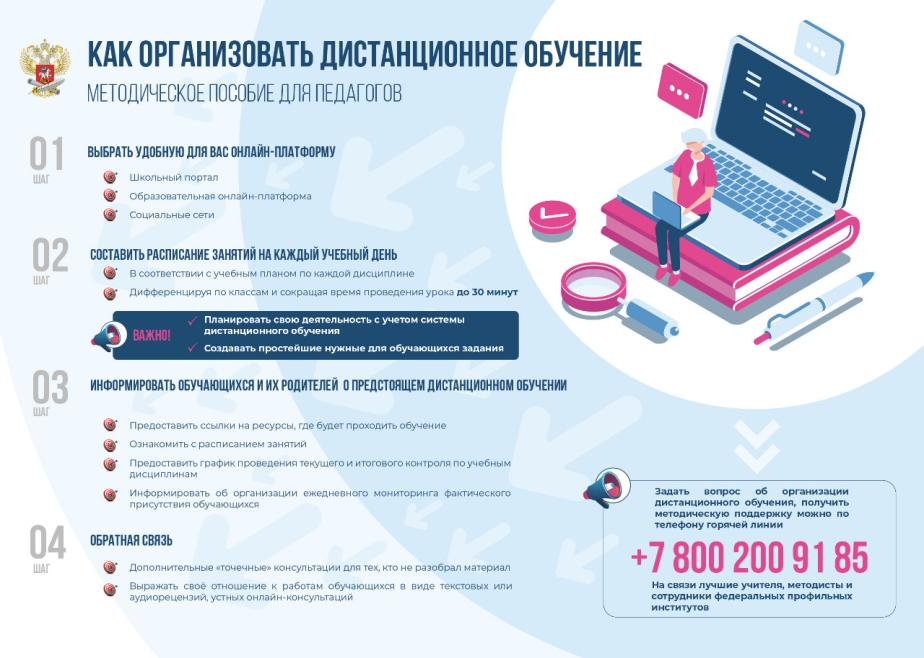 КАК ОРГАНИЗОВАТЬ ДИСТАНЦИОННОЕ ОБУЧЕНИЕ
МЕТОДИЧЕСКОЕ ПОСОБИЕ ДЛЯ ПЕДАГОГОВ
01
ШАГ
ВЫБРАТЬ УДОБНУЮ ДЛЯ ВАС ОНЛАЙН-ПЛАТФОРМУ
Школьный портал
Образовательная онлайн-платформа
Социальные сети
02
ШАГ
СОСТАВИТЬ РАСПИСАНИЕ ЗАНЯТИЙ НА КАЖДЫЙ УЧЕБНЫЙ ДЕНЬ
В соответствии с учебным планом по каждой дисциплине
Дифференцируя по классам и сокращая время проведения урока до 30 минут
ВАЖНО!
Планировать свою деятельность с учетом системы
дистанционного обучения
Создавать простейшие нужные для обучающихся задания
03
ШАГ
ИНФОРМИРОВАТЬ ОБУЧАЮЩИХСЯ И ИХ РОДИТЕЛЕЙ О ПРЕДСТОЯЩЕМ ДИСТАНЦИОННОМ ОБУЧЕНИИ
Предоставить ссылки на ресурсы, где будет проходить обучение
Ознакомить с расписанием занятий
Предоставить график проведения текущего и итогового контроля по учебным
дисциплинам
Информировать об организации ежедневного мониторинга фактического
присутствия обучающихся
04
ШАГ
ОБРАТНАЯ СВЯЗЬ
Дополнительные «точечные» консультации для тех, кто не разобрал материал
Выражать своё отношение к работам обучающихся в виде текстовых или
аудиорецензий, устных онлайн-консультаций
Задать вопрос об организации
дистанционного обучения, получить
методическую поддержку можно по
телефону горячей линии
+7 800 200 91 85
На связи лучшие учителя, методисты и
сотрудники федеральных профильных
институтов